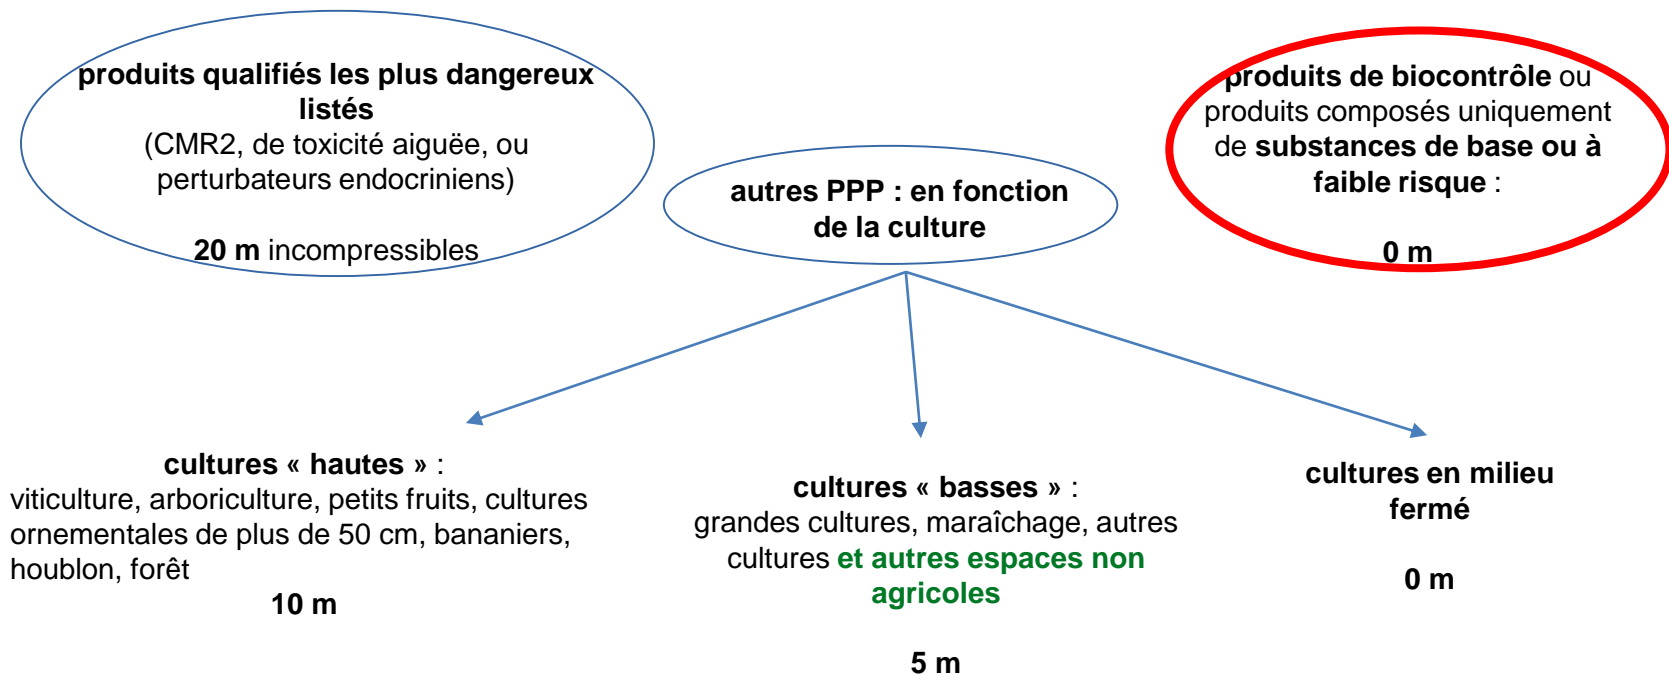 produits qualifiés les plus dangereux
listés
(CMR2, de toxicité aiguëe, ou
perturbateurs endocriniens)
20 m incompressibles
autres PPP : en fonction
de la culture
produits de biocontrôle ou
produits composés uniquement
de substances de base ou à
faible risque :
0 m
cultures « hautes » :
viticulture, arboriculture, petits fruits, cultures
ornementales de plus de 50 cm, bananiers,
houblon, forêt
10 m
cultures « basses » :
grandes cultures, maraîchage, autres
cultures et autres espaces non
agricoles
5 m
cultures en milieu
fermé
0 m